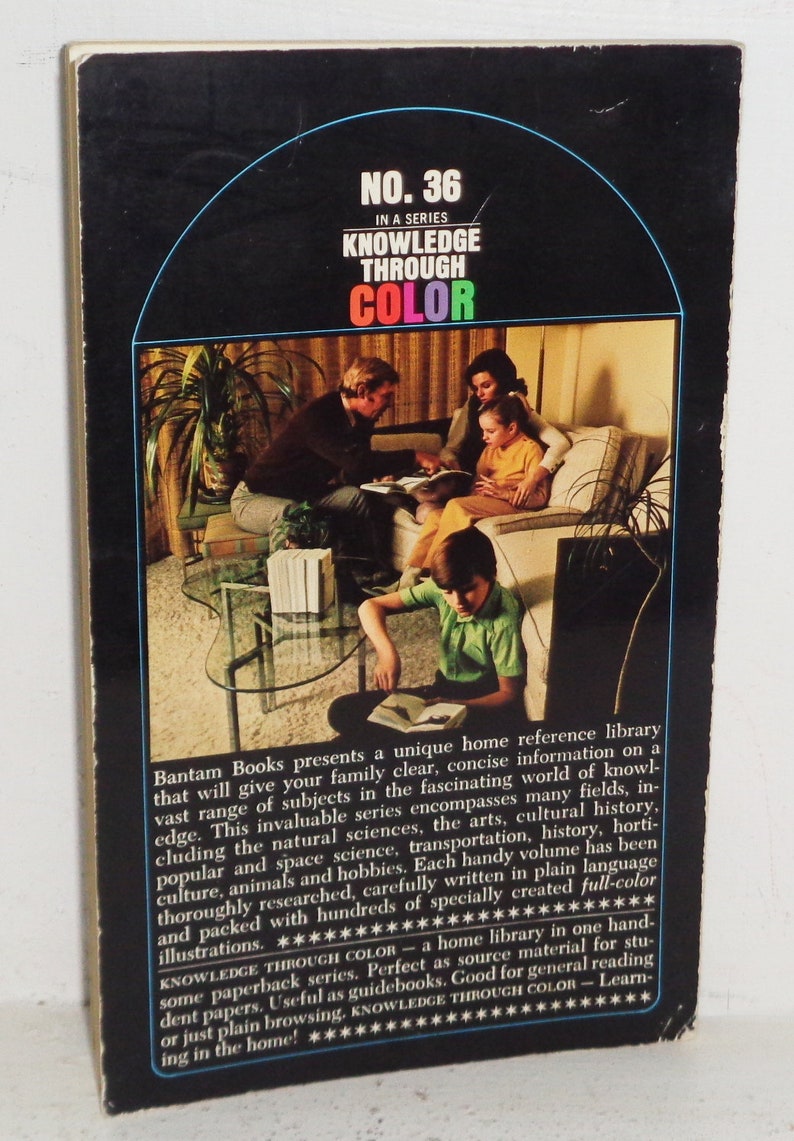 NO. 36
IN A SERIES
KNOWLEDGE
THROUGH
COLOR
Bantam Books presents a unique home reference library
that will give your family clear, concise information on a
vast range of subjects in the fascinating world of knowl-
edge. This invaluable series encompasses many fields, in-
cluding the natural sciences, the arts, cultural history,
popular and space science, transportation, history, horti-
culture, animals and hobbies. Each handy volume has been
thoroughly researched, carefully written in plain language
and packed with hundreds of specially created full-color
illustrations. ★★★★★★★★★★★★★★★★★★★★★★★★★
KNOWLEDGE THROUGH COLOR — a home library in one hand-
some paperback series. Perfect as source material for stu-
dent papers. Useful as guidebooks. Good for general reading
or just plain browsing. KNOWLEDGE THROUGH COLOR — Learn-
ing in the home! ★★★★★★★★★★★★★★★★★★★★★★★